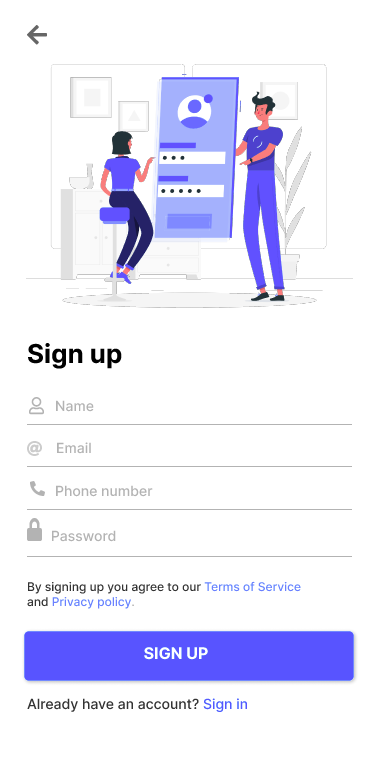 Sign up
Name
Email
Phone number
Password
By signing up you agree to our Terms of Service
and Privacy policy.
SIGN UP
Already have an account? Sign in